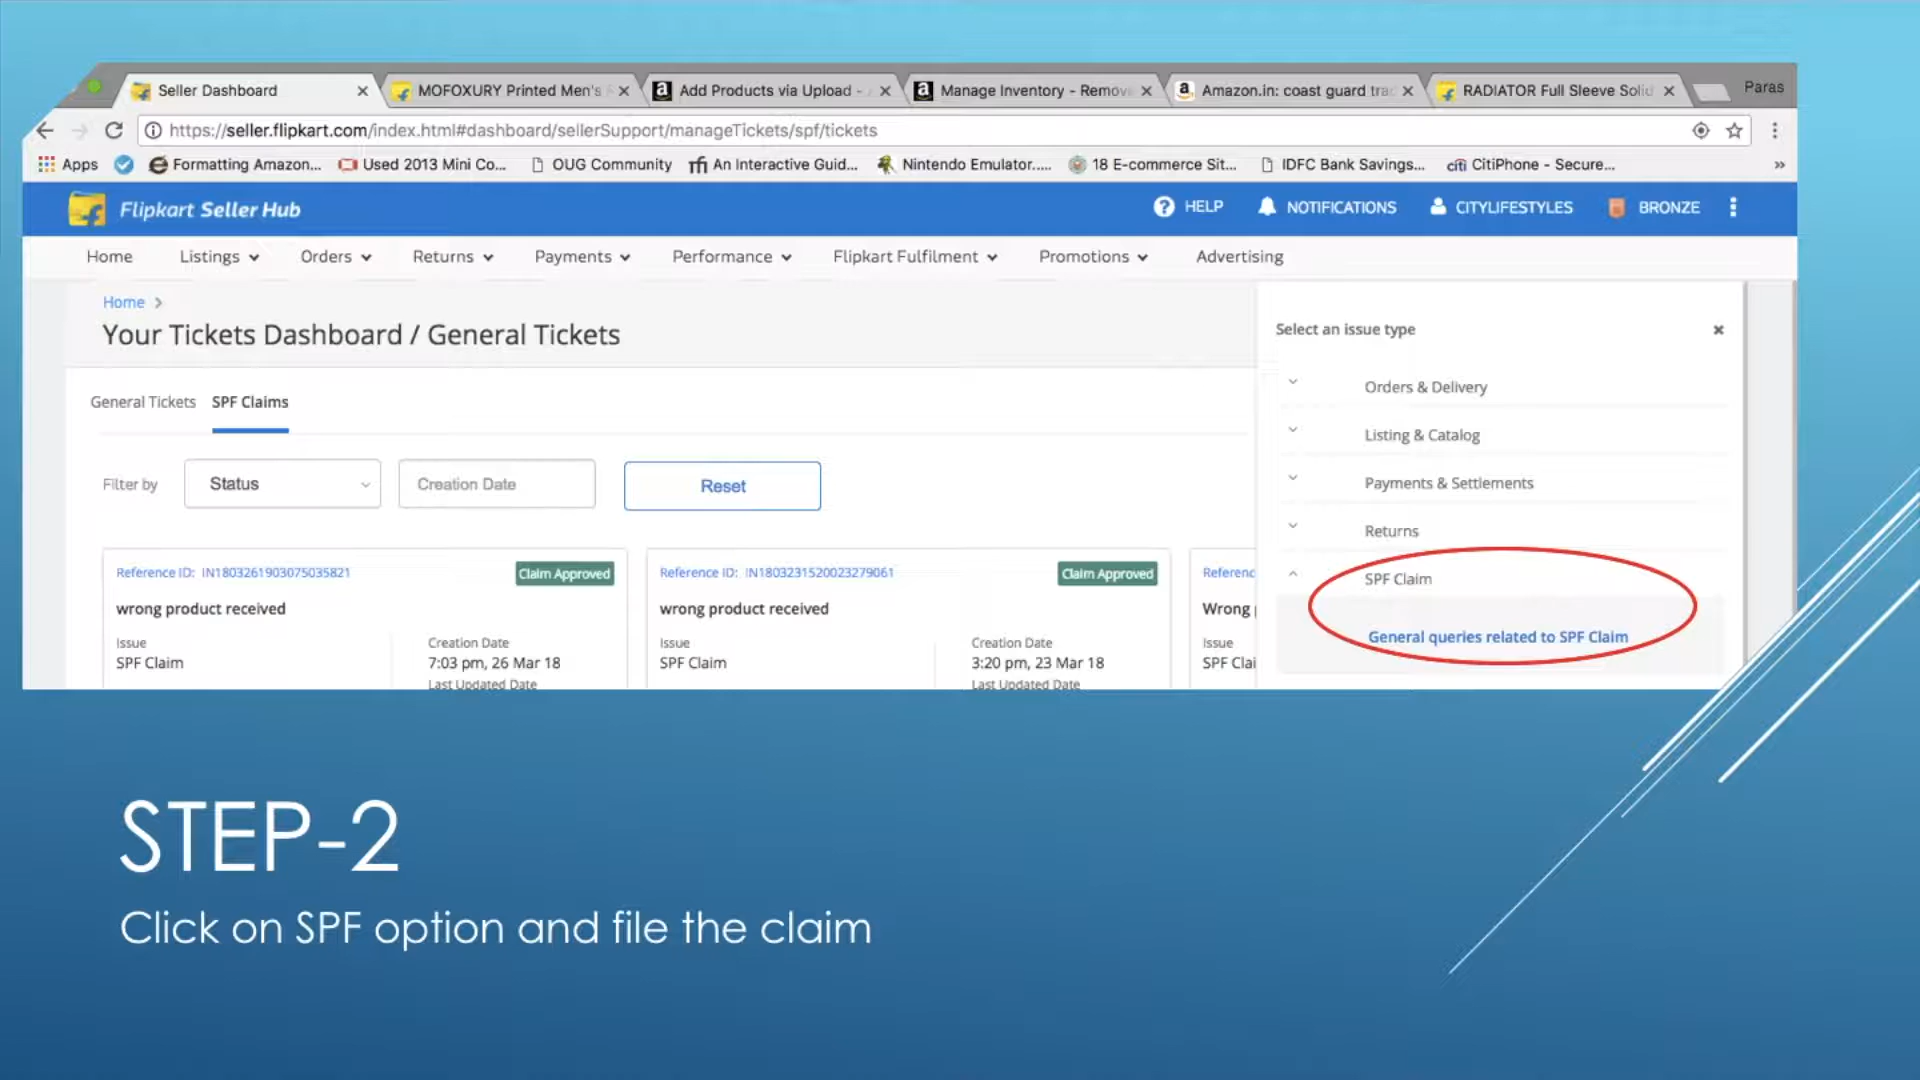 Seller Dashboard
MOFOXURY Printed Men's
Add Products via Upload -
Manage Inventory - Remov
Amazon.in: coast guard tra
RADIATOR Full Sleeve Solid
Paras
https://seller.flipkart.com/index.html#dashboard/sellerSupport/manageTickets/spf/tickets
Apps
Formatting Amazon...
Used 2013 Mini Co...
OUG Community
An Interactive Guid...
Nintendo Emulator.....
18 E-commerce Sit...
IDFC Bank Savings...
CitiPhone - Secure...
»
Flipkart Seller Hub
HELP
NOTIFICATIONS
CITYLIFESTYLES
BRONZE
Home
Listings
Orders
Returns
Payments
Performance
Flipkart Fulfilment
Promotions
Advertising
Home >
Your Tickets Dashboard / General Tickets
General Tickets
SPF Claims
Filter by
Status
Creation Date
Reset
Reference ID: IN1803261903075035821
Claim Approved
wrong product received
Issue
SPF Claim
Creation Date
7:03 pm, 26 Mar 18
Last Updated Date
Reference ID: IN1803231520023279061
Claim Approved
wrong product received
Issue
SPF Claim
Creation Date
3:20 pm, 23 Mar 18
Last Updated Date
Referenc
Wrong
Issue
SPF Clai
Select an issue type
Orders & Delivery
Listing & Catalog
Payments & Settlements
Returns
SPF Claim
General queries related to SPF Claim
STEP-2
Click on SPF option and file the claim